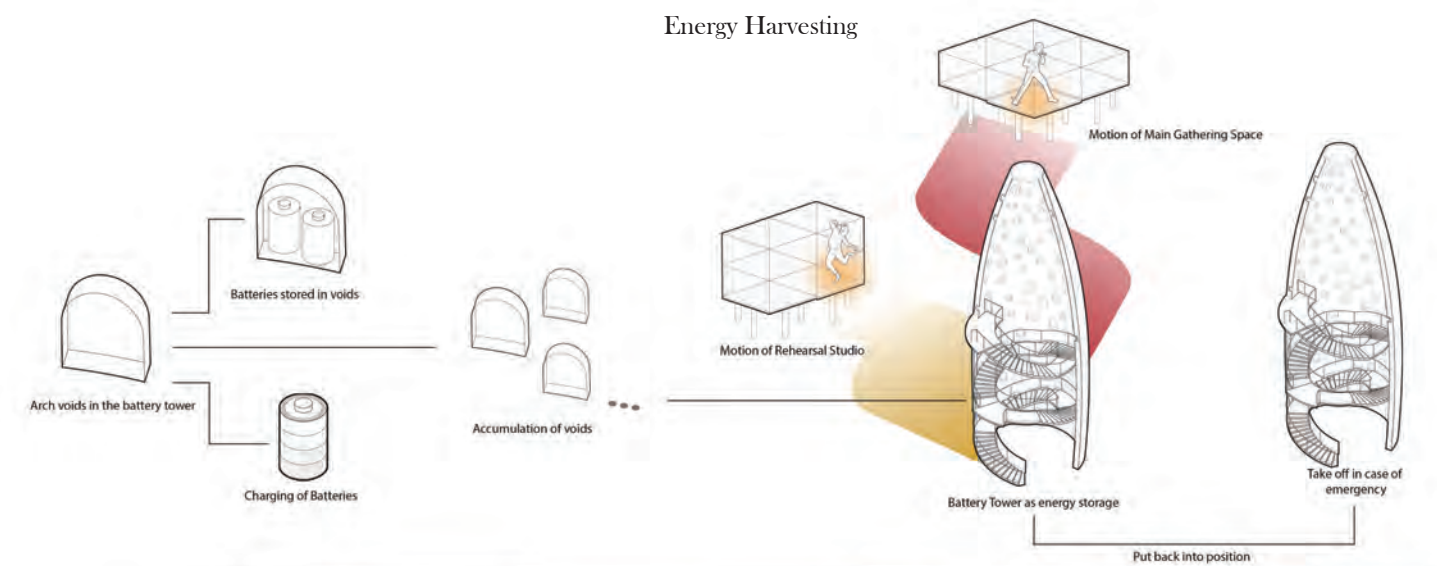 Energy Harvesting
Motion of Main Gathering Space
Batteries stored in voids
Motion of Rehearsal Studio
Arch voids in the battery tower
Accumulation of voids
Charging of Batteries
Battery Tower as energy storage
Take off in case of
emergency
Put back into position